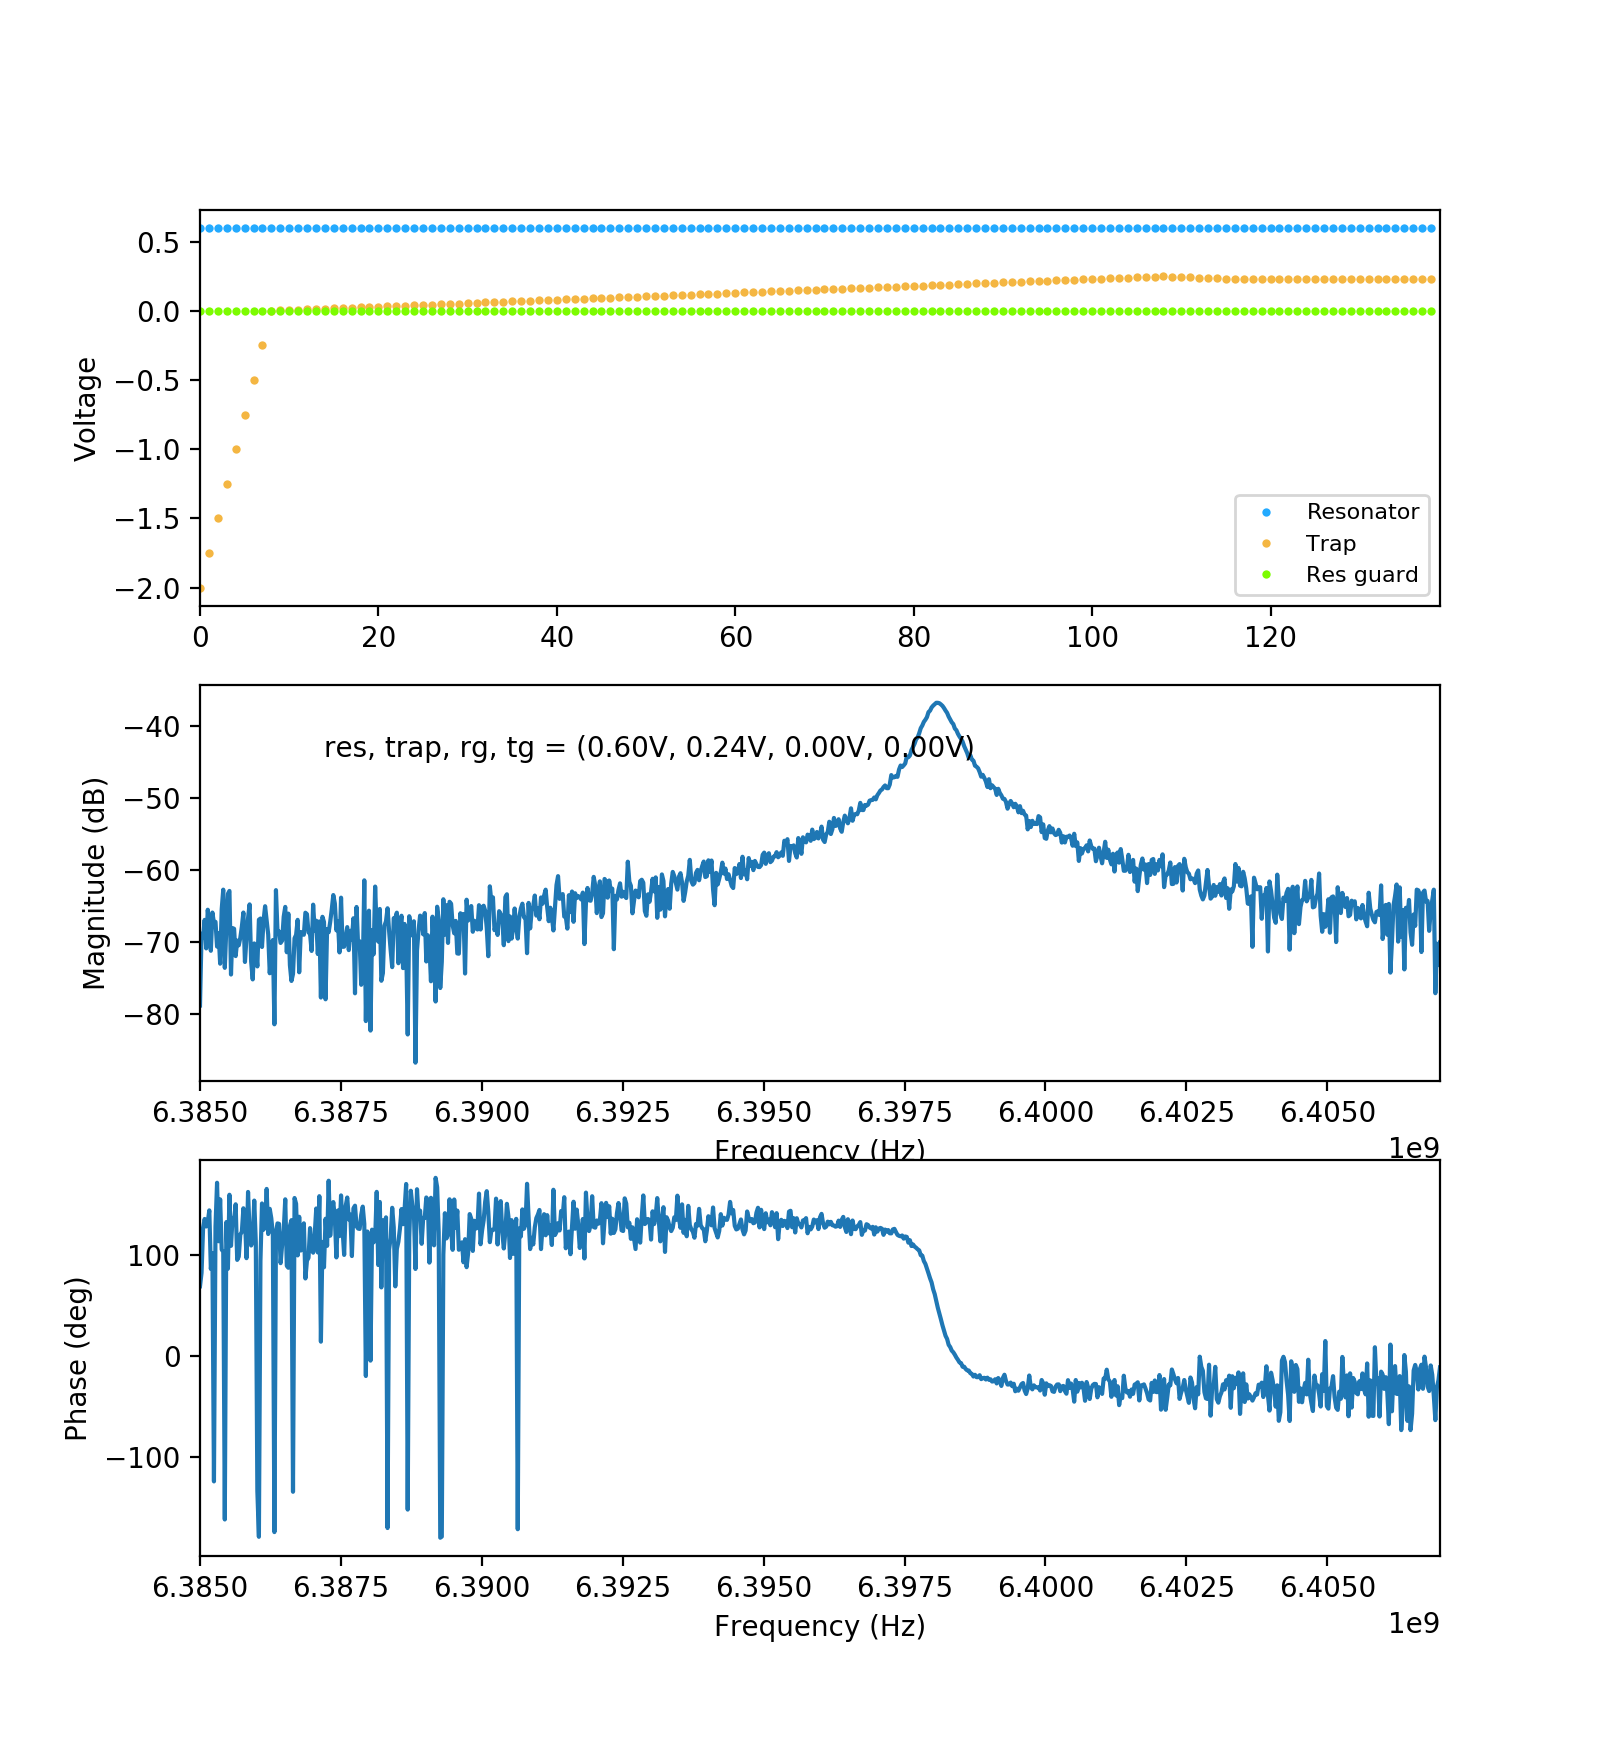 0.5
0.0
−0.5
−1.0
−1.5
−2.0
Voltage
Resonator
Trap
Res guard
0 20 40 60 80 100 120
−40
−50
−60
−70
−80
Magnitude (dB)
res, trap, rg, tg = (0.60V, 0.24V, 0.00V, 0.00V)
6.3850 6.3875 6.3900 6.3925 6.3950 6.3975 6.4000 6.4025 6.4050
Frequency (Hz)
1e9
100
0
−100
Phase (deg)
6.3850 6.3875 6.3900 6.3925 6.3950 6.3975 6.4000 6.4025 6.4050
1e9
Frequency (Hz)